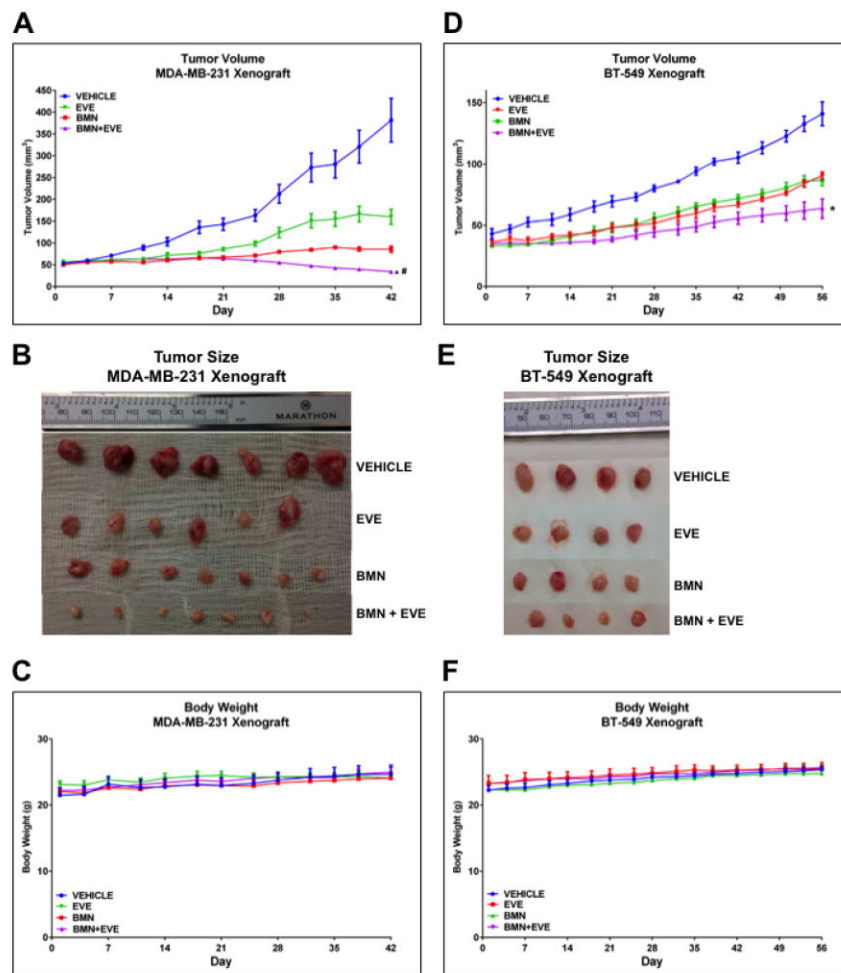 A
Tumor Volume
MDA-MB-231 Xenograft
VEHICLE
EVE
BMN
BMN+EVE
Tumor Volume (mm³)
450
400
350
300
250
200
150
100
50
0
0 7 14 21 28 35 42
Day
#
D
Tumor Volume
BT-549 Xenograft
VEHICLE
EVE
BMN
BMN+EVE
Tumor Volume (mm³)
150
100
50
0
0 7 14 21 28 35 42 49 56
Day
*
B
Tumor Size
MDA-MB-231 Xenograft
MARATHON
VEHICLE
EVE
BMN
BMN + EVE
E
Tumor Size
BT-549 Xenograft
VEHICLE
EVE
BMN
BMN + EVE
C
Body Weight
MDA-MB-231 Xenograft
Body Weight (g)
30
20
10
0
VEHICLE
EVE
BMN
BMN+EVE
0 7 14 21 28 35 42
Day
F
Body Weight
BT-549 Xenograft
Body Weight (g)
30
20
10
0
VEHICLE
EVE
BMN
BMN+EVE
0 7 14 21 28 35 42 49 56
Day